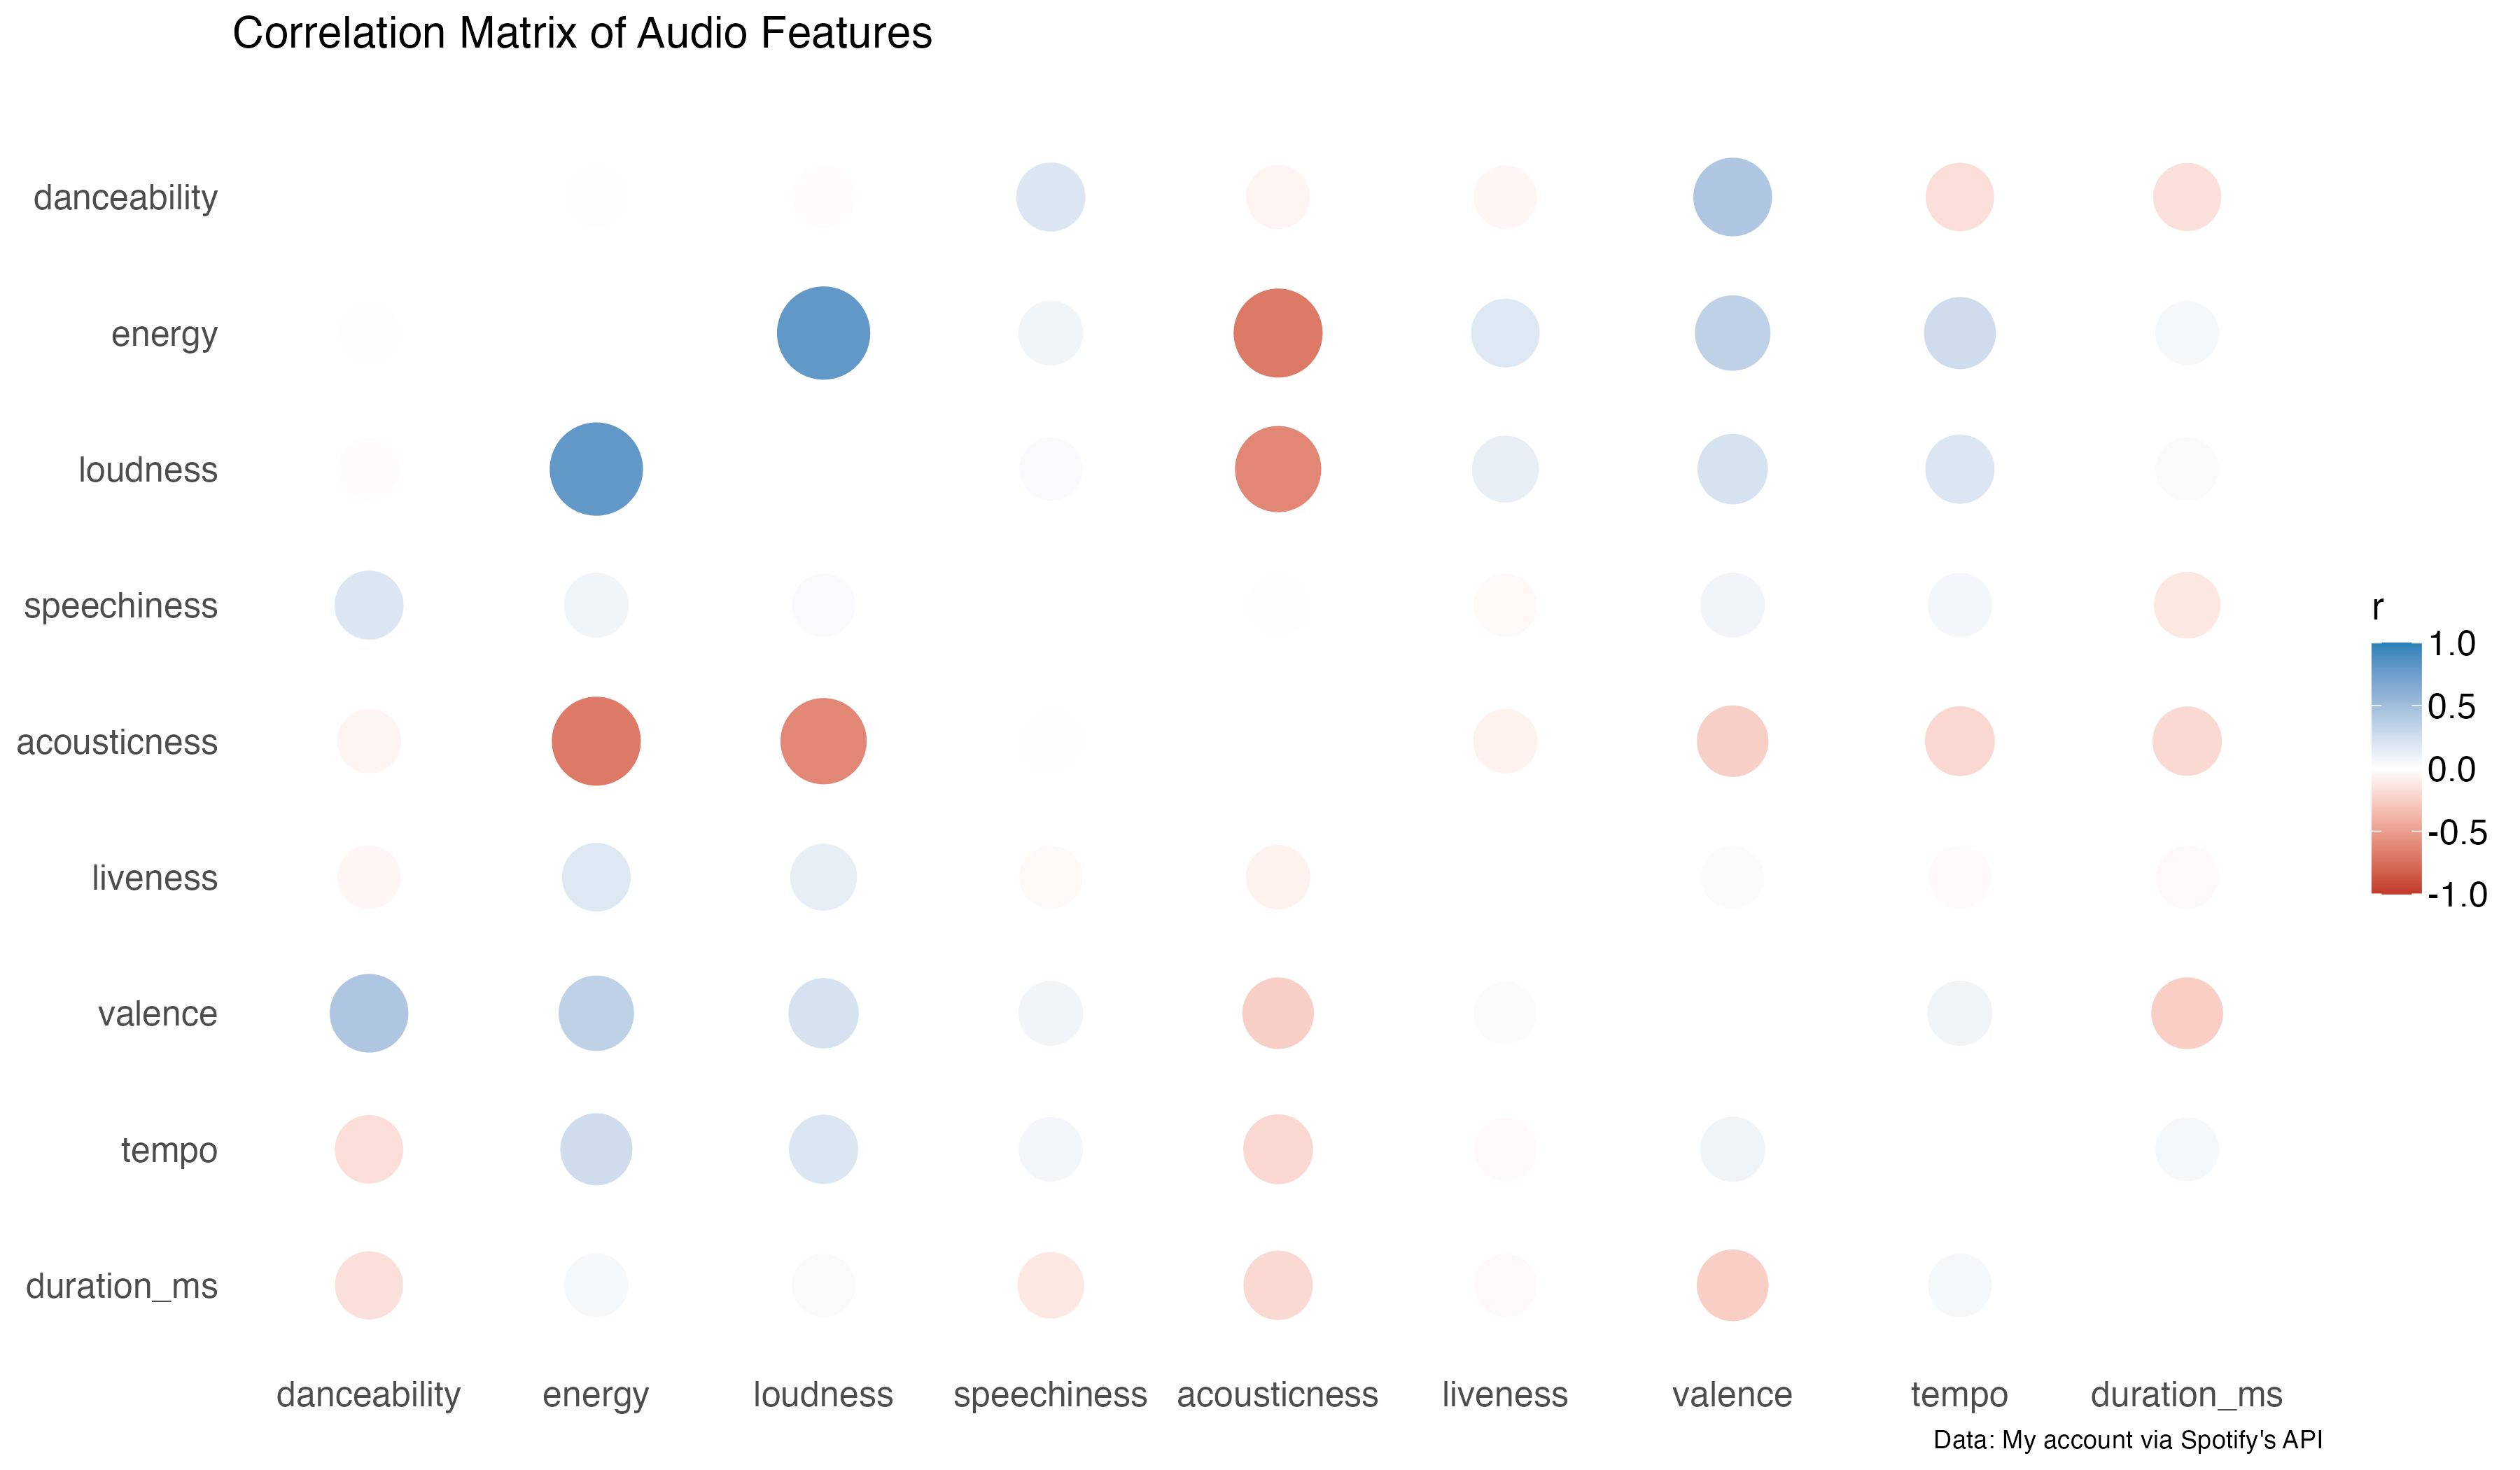 Correlation Matrix of Audio Features
danceability
energy
loudness
speechiness
acousticness
liveness
valence
tempo
duration_ms
r
1.0
0.5
0.0
-0.5
-1.0
danceability energy loudness speechiness acousticness liveness valence tempo duration_ms
Data: My account via Spotify's API